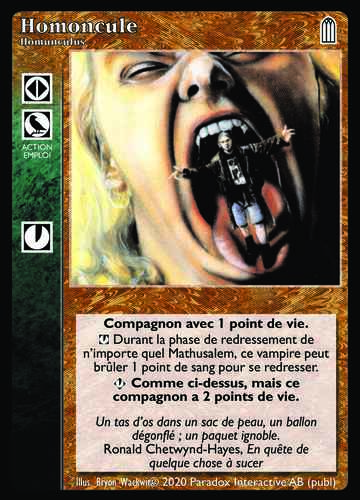 Homoncule
Homunculus
ACTION
EMPLOI
Compagnon avec 1 point de vie.
Durant la phase de redressement de
n'importe quel Mathusalem, ce vampire peut
brûler 1 point de sang pour se redresser.
Comme ci-dessus, mais ce
compagnon a 2 points de vie.
Un tas d'os dans un sac de peau, un ballon
dégonflé ; un paquet ignoble.
Ronald Chetwynd-Hayes, En quête de
quelque chose à sucer
Illus. Bryon Wackwitz © 2020 Paradox Interactive AB (publ)